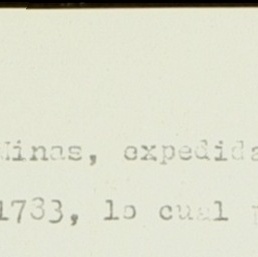 Minas, expedida
1733, lo cual